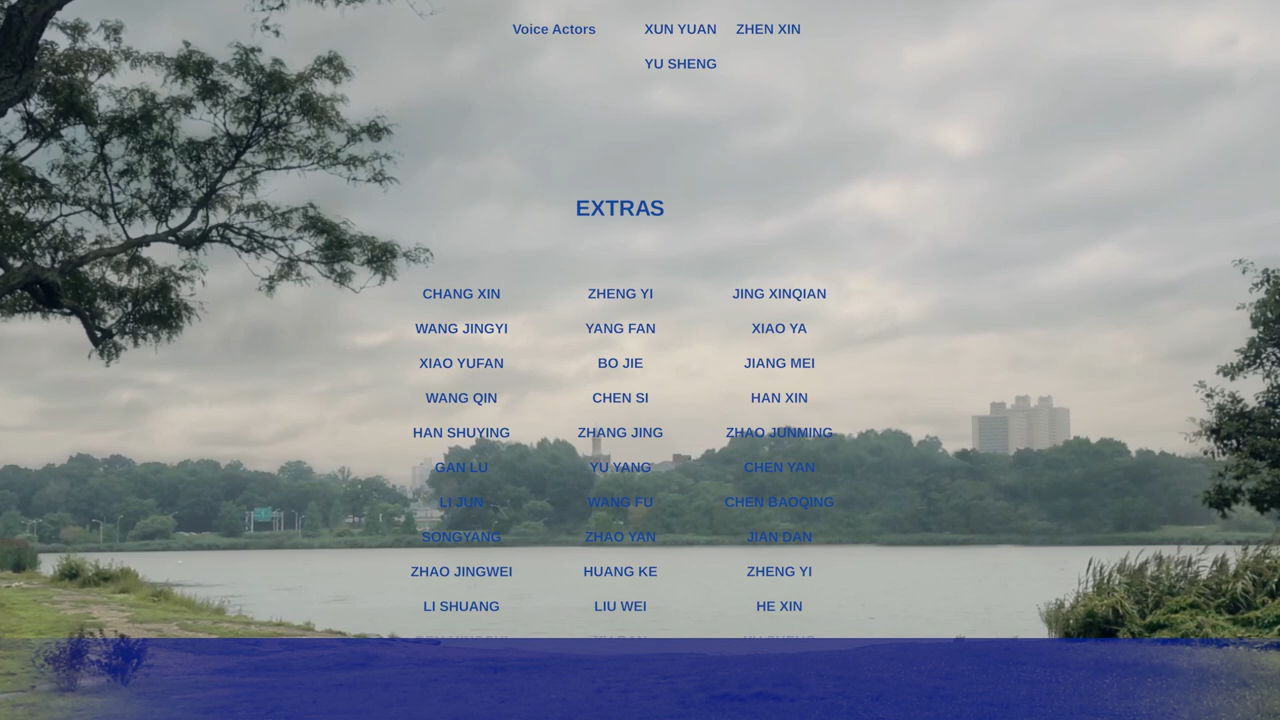 Voice Actors XUN YUAN ZHEN XIN
YU SHENG
EXTRAS
CHANG XIN ZHENG YI JING XINQIAN
WANG JINGYI YANG FAN XIAO YA
XIAO YUFAN BO JIE JIANG MEI
WANG QIN CHEN SI HAN XIN
HAN SHUYING ZHANG JING ZHAO JUNMING
GAN LU YU YANG CHEN YAN
LI JUN WANG FU CHEN BAOQING
SONGYANG ZHAO YAN JIAN DAN
ZHAO JINGWEI HUANG KE ZHENG YI
LI SHUANG LIU WEI HE XIN